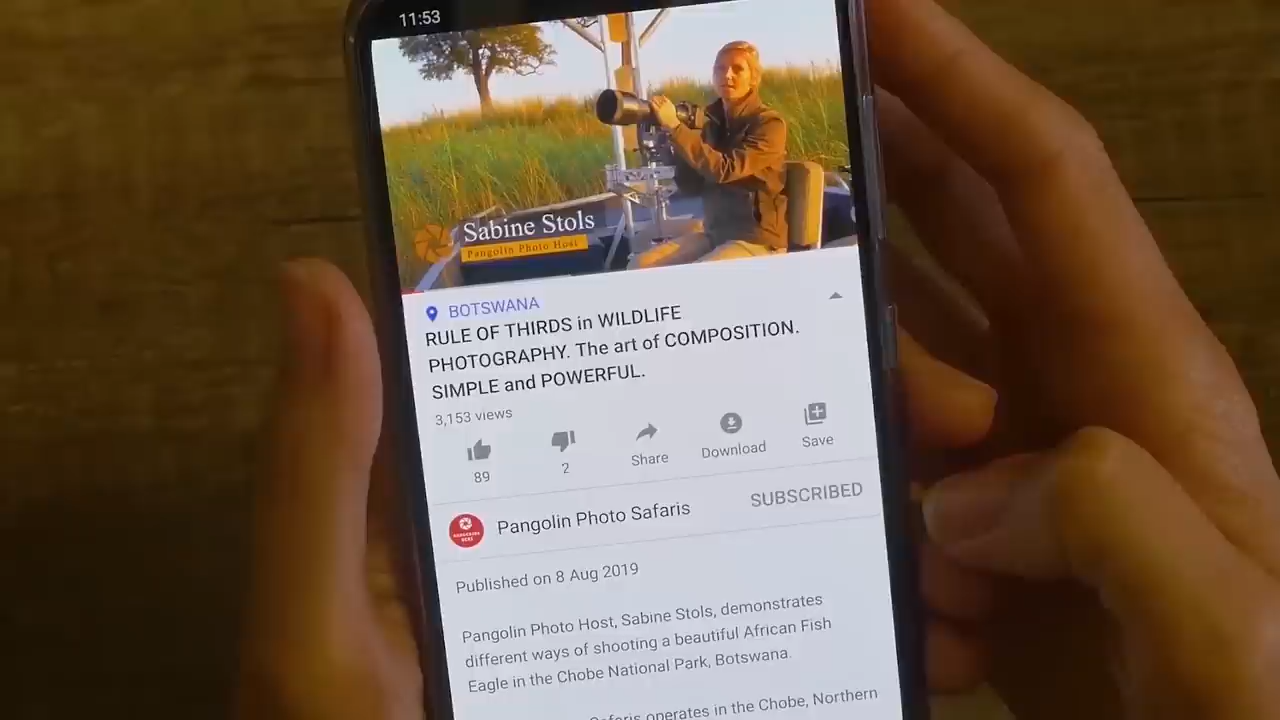 11:53
Sabine Stols
Pangolin Photo Host
BOTSWANA
RULE OF THIRDS in WILDLIFE
PHOTOGRAPHY. The art of COMPOSITION.
SIMPLE and POWERFUL.
3,153 views
89
2
Share
Download
Save
Pangolin Photo Safaris
SUBSCRIBED
Published on 8 Aug 2019
Pangolin Photo Host, Sabine Stols, demonstrates
different ways of shooting a beautiful African Fish
Eagle in the Chobe National Park, Botswana.
Safaris operates in the Chobe, Northern